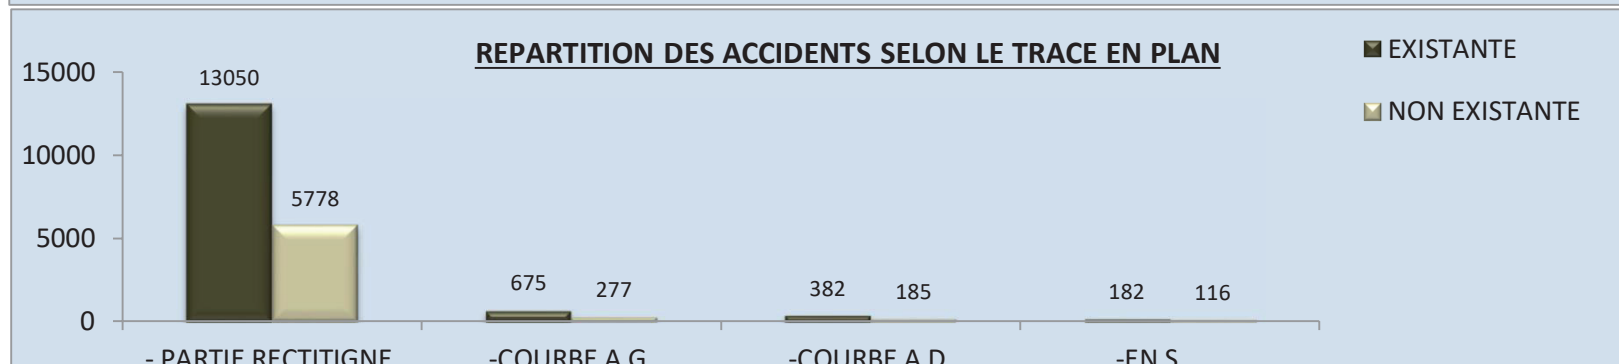 REPARTITION DES ACCIDENTS SELON LE TRACE EN PLAN
EXISTANTE
NON EXISTANTE
15000
10000
5000
0
13050
5778
675
277
382
185
182
116
- PARTIE RECTITIGNE
-COURBE A G
-COURBE A D
-EN S